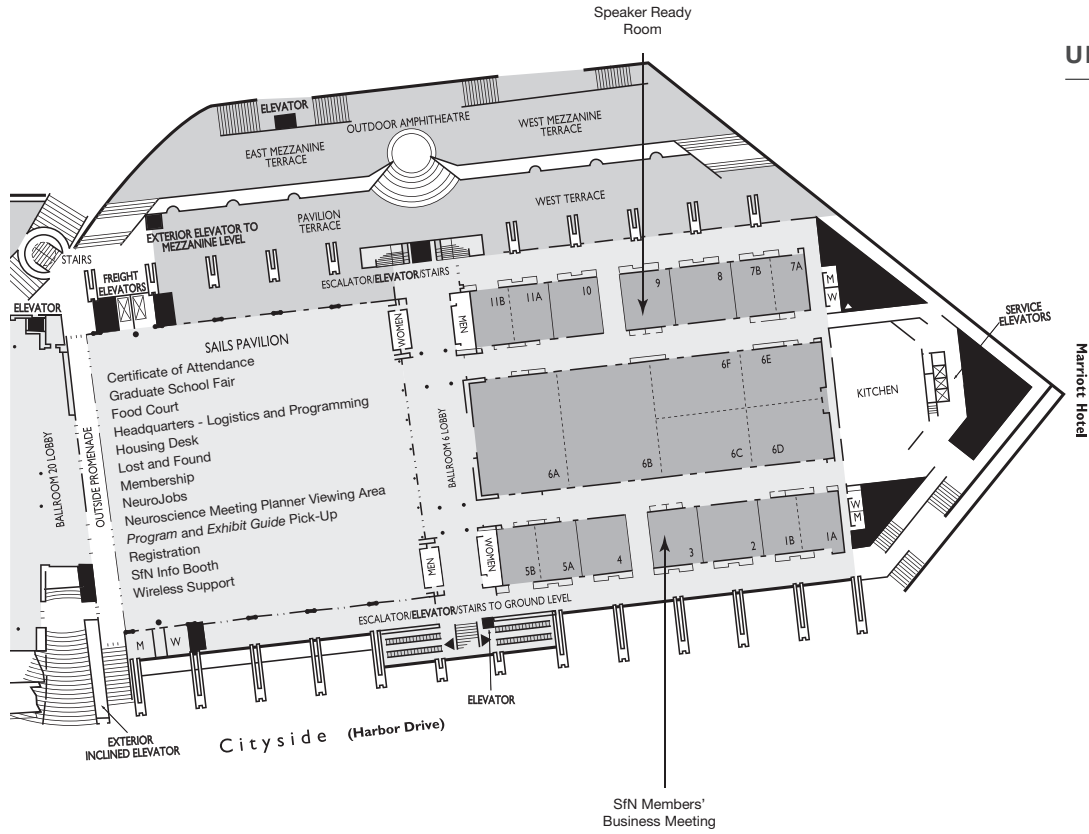 Speaker Ready
Room
ELEVATOR
OUTDOOR AMPHITHEATRE
WEST MEZZANINE
TERRACE
EAST MEZZANINE
TERRACE
WEST TERRACE
PAVILION
TERRACE
EXTERIOR ELEVATOR TO
MEZZANINE LEVEL
STAIRS
ESCALATOR/ELEVATOR/STAIRS
FREIGHT
ELEVATORS
ELEVATOR
11B
11A
10
9
8
7B
7A
M
W
SERVICE
ELEVATORS
WOMEN
MEN
SAILS PAVILION
Certificate of Attendance
Graduate School Fair
Food Court
Headquarters - Logistics and Programming
Housing Desk
Lost and Found
Membership
NeuroJobs
Neuroscience Meeting Planner Viewing Area
Program and Exhibit Guide Pick-Up
Registration
SfN Info Booth
Wireless Support
BALLROOM 20 LOBBY
OUTSIDE PROMENADE
BALLROOM 6 LOBBY
6F
6E
6A
6B
6C
6D
KITCHEN
Marriott Hotel
W
M
MEN
WOMEN
5B
5A
4
3
2
1B
1A
ESCALATOR/ELEVATOR/STAIRS TO GROUND LEVEL
M
W
ELEVATOR
EXTERIOR
INCLINED ELEVATOR
Cityside (Harbor Drive)
SfN Members'
Business Meeting